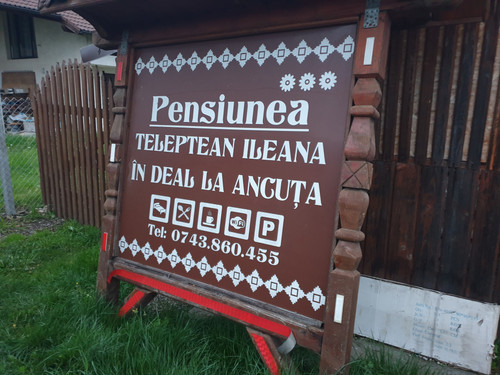 Pensiunea
TELEPTEAN ILEANA
ÎN DEAL LA ANCUȚA
P
Tel: 0743.860.455